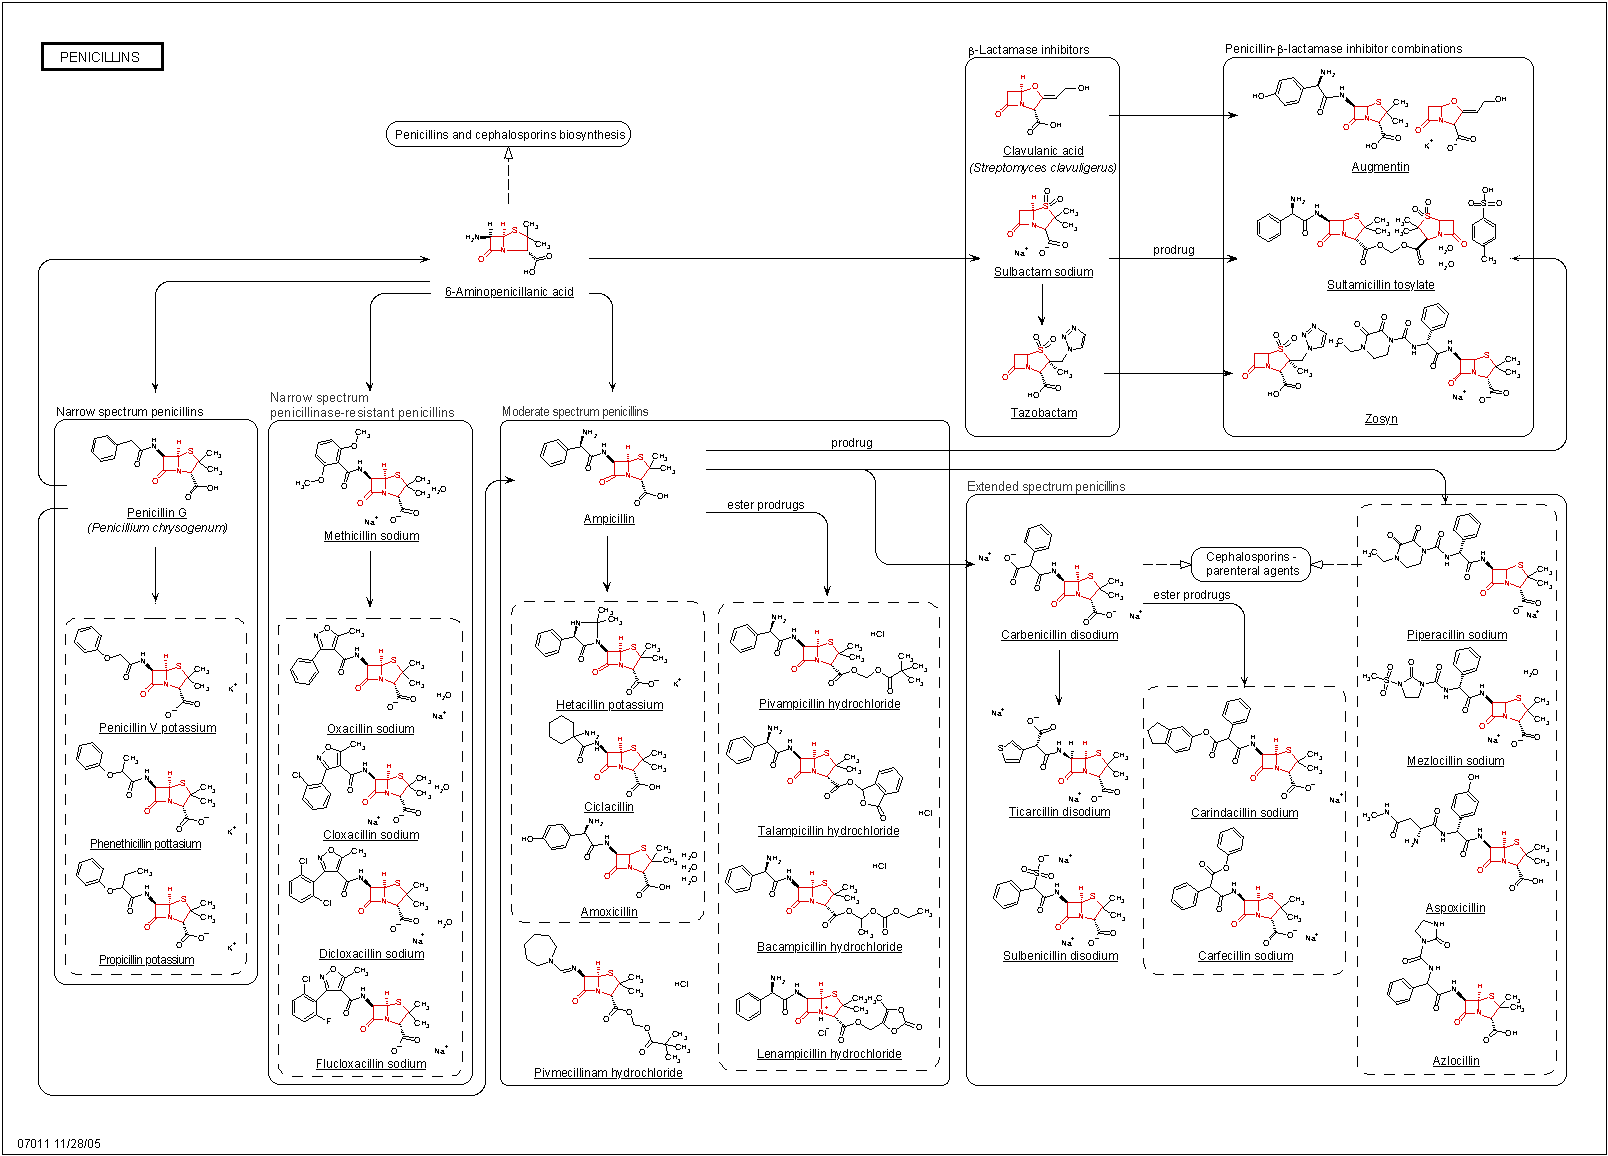 PENICILLINS
β-Lactamase inhibitors
Penicillin-β-lactamase inhibitor combinations
Penicillins and cephalosporins biosynthesis
Clavulanic acid
(Streptomyces clavuligerus)
Augmentin
Sulbactam sodium
prodrug
Sultamicillin tosylate
6-Aminopenicillanic acid
Tazobactam
Zosyn
Narrow spectrum penicillins
Narrow spectrum
penicillinase-resistant penicillins
Moderate spectrum penicillins
prodrug
Extended spectrum penicillins
Penicillin G
(Penicillium chrysogenum)
Methicillin sodium
Ampicillin
ester prodrugs
Cephalosporins -
parenteral agents
ester prodrugs
Carbenicillin disodium
Piperacillin sodium
Penicillin V potassium
Oxacillin sodium
Hetacillin potassium
Pivampicillin hydrochloride
Mezlocillin sodium
Phenethicillin pottasium
Cloxacillin sodium
Ciclacillin
Talampicillin hydrochloride
Ticarcillin disodium
Carindacillin sodium
Aspoxicillin
Propicillin potassium
Dicloxacillin sodium
Amoxicillin
Bacampicillin hydrochloride
Sulbenicillin disodium
Carfecillin sodium
Flucloxacillin sodium
Pivmecillinam hydrochloride
Lenampicillin hydrochloride
Azlocillin
07011 11/28/05